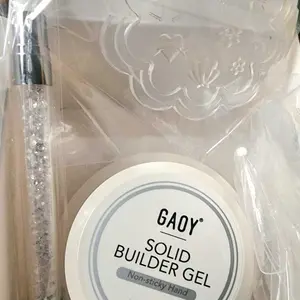 GAOY®
SOLID
BUILDER GEL
Non-sticky Hand